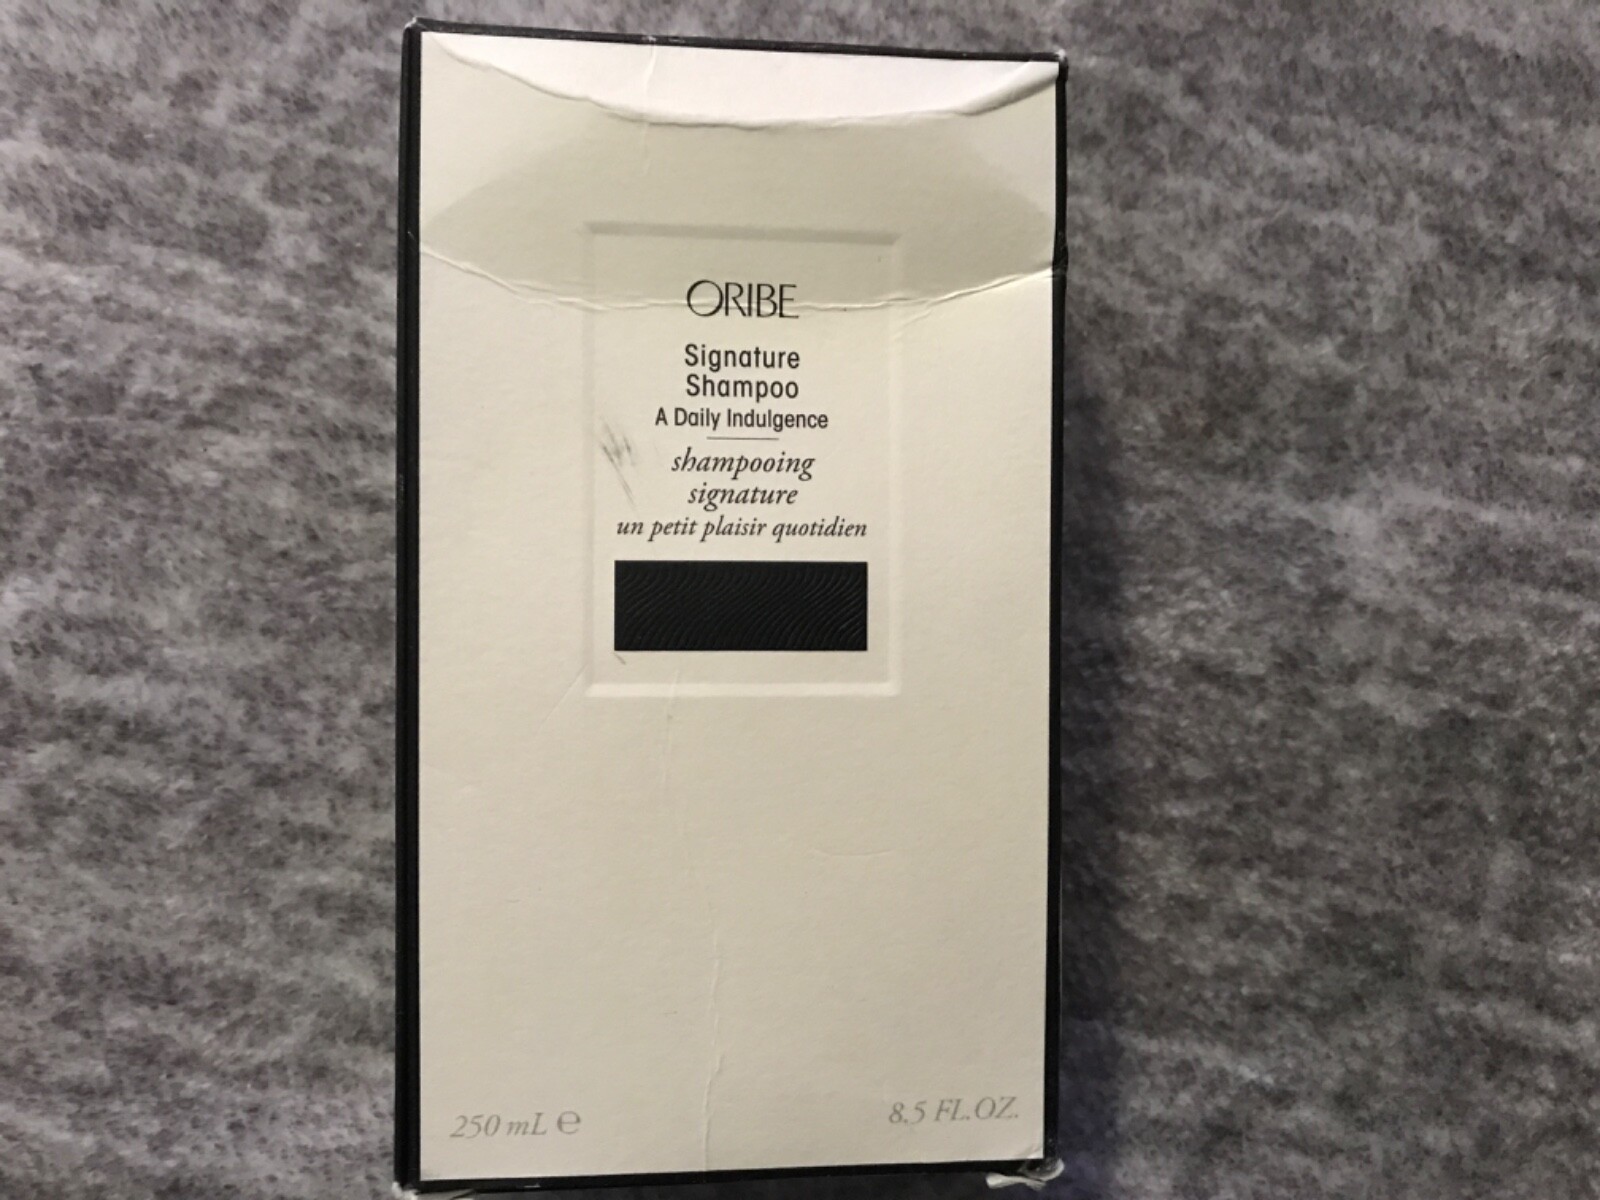 ORIBE
Signature
Shampoo
A Daily Indulgence
shampooing
signature
un petit plaisir quotidien
250 mL ℮
8.5 FL.OZ.